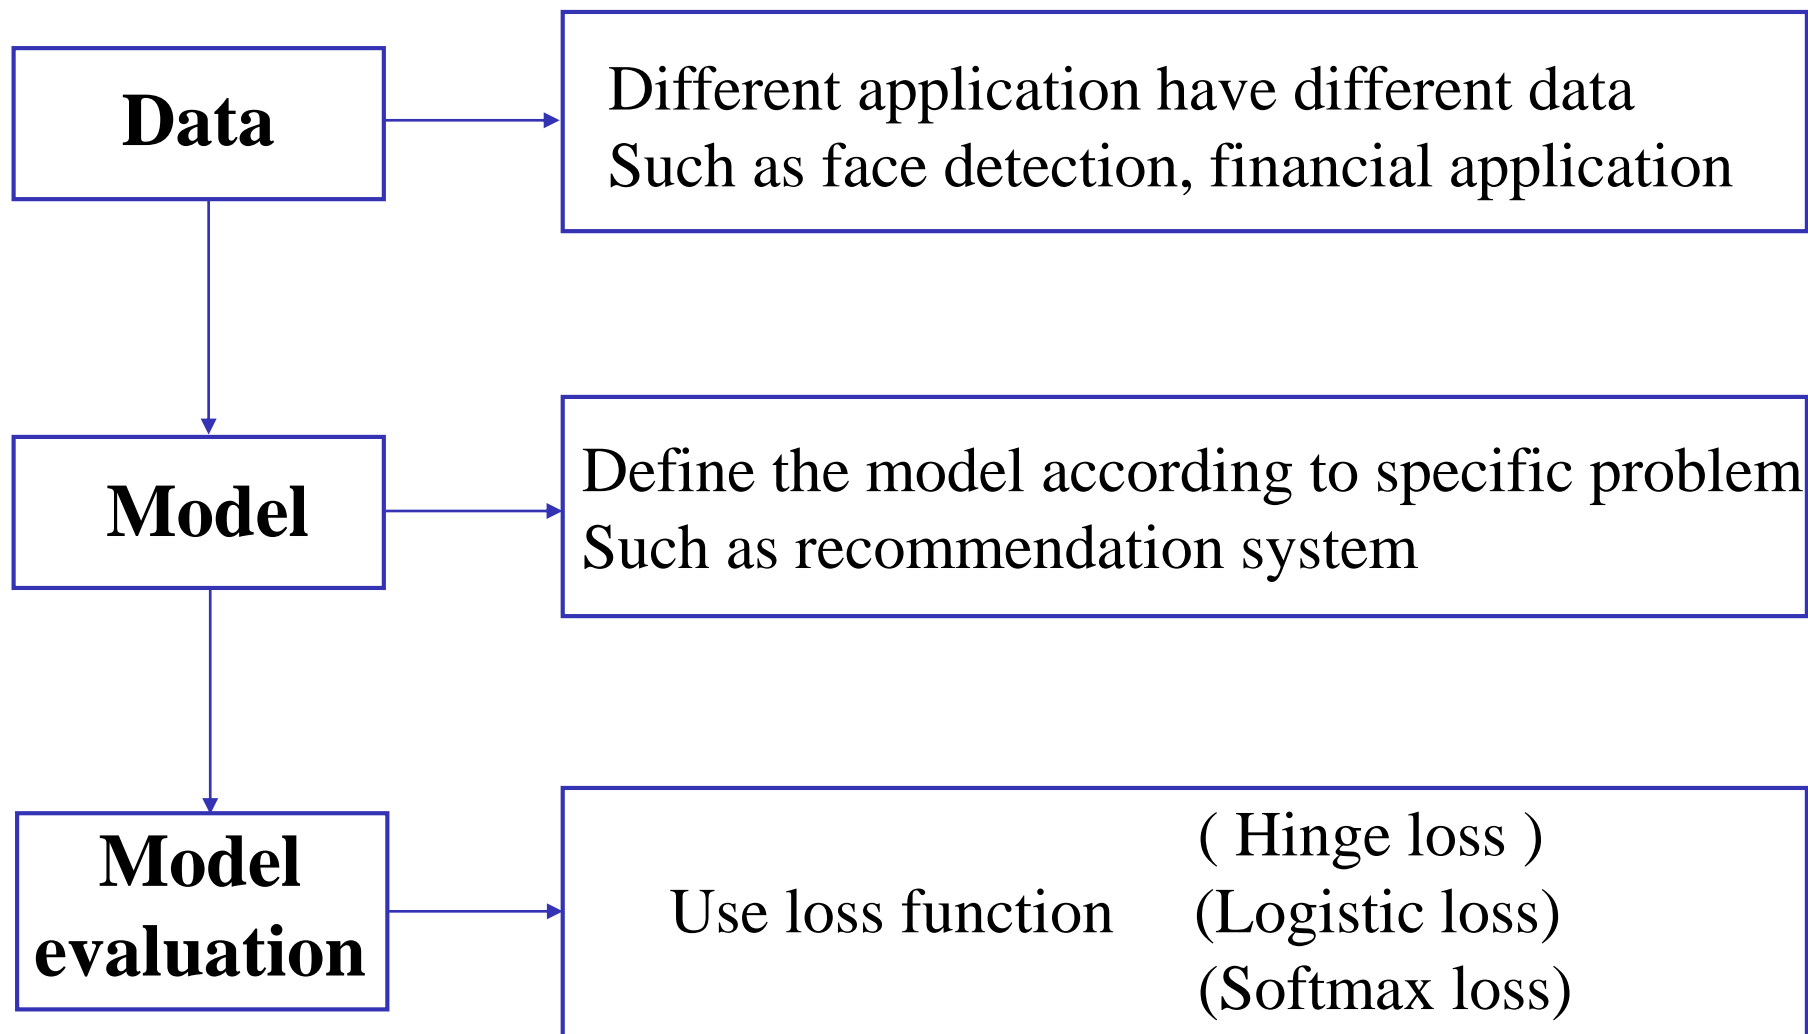 Data
Different application have different data
Such as face detection, financial application
Model
Define the model according to specific problem
Such as recommendation system
Model
evaluation
Use loss function
( Hinge loss )
(Logistic loss)
(Softmax loss)